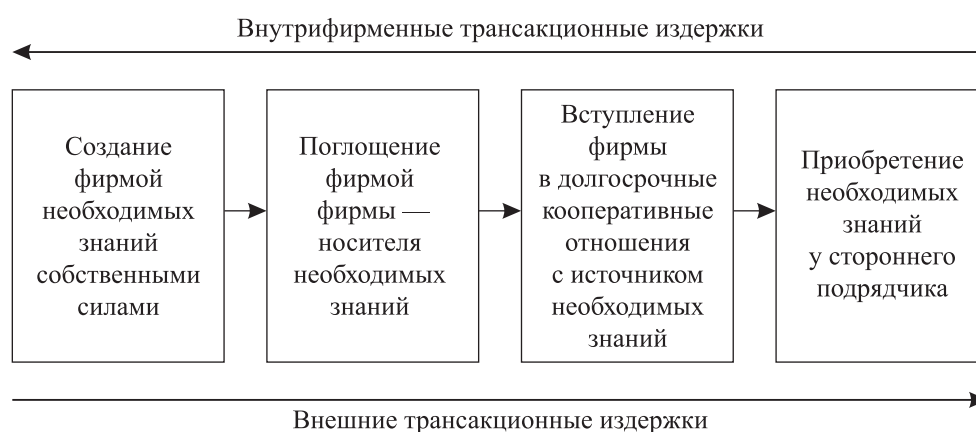 Внутрифирменные трансакционные издержки
Создание
фирмой
необходимых
знаний
собственными
силами
Поглощение
фирмой
фирмы —
носителя
необходимых
знаний
Вступление
фирмы
в долгосрочные
кооперативные
отношения
с источником
необходимых
знаний
Приобретение
необходимых
знаний
у стороннего
подрядчика
Внешние трансакционные издержки